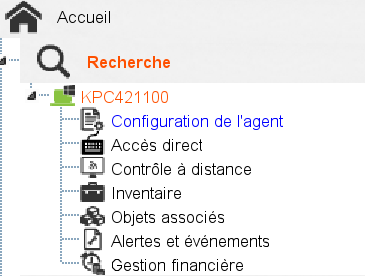 Accueil
Recherche
KPC421100
Configuration de l'agent
Accès direct
Contrôle à distance
Inventaire
Objets associés
Alertes et événements
Gestion financière